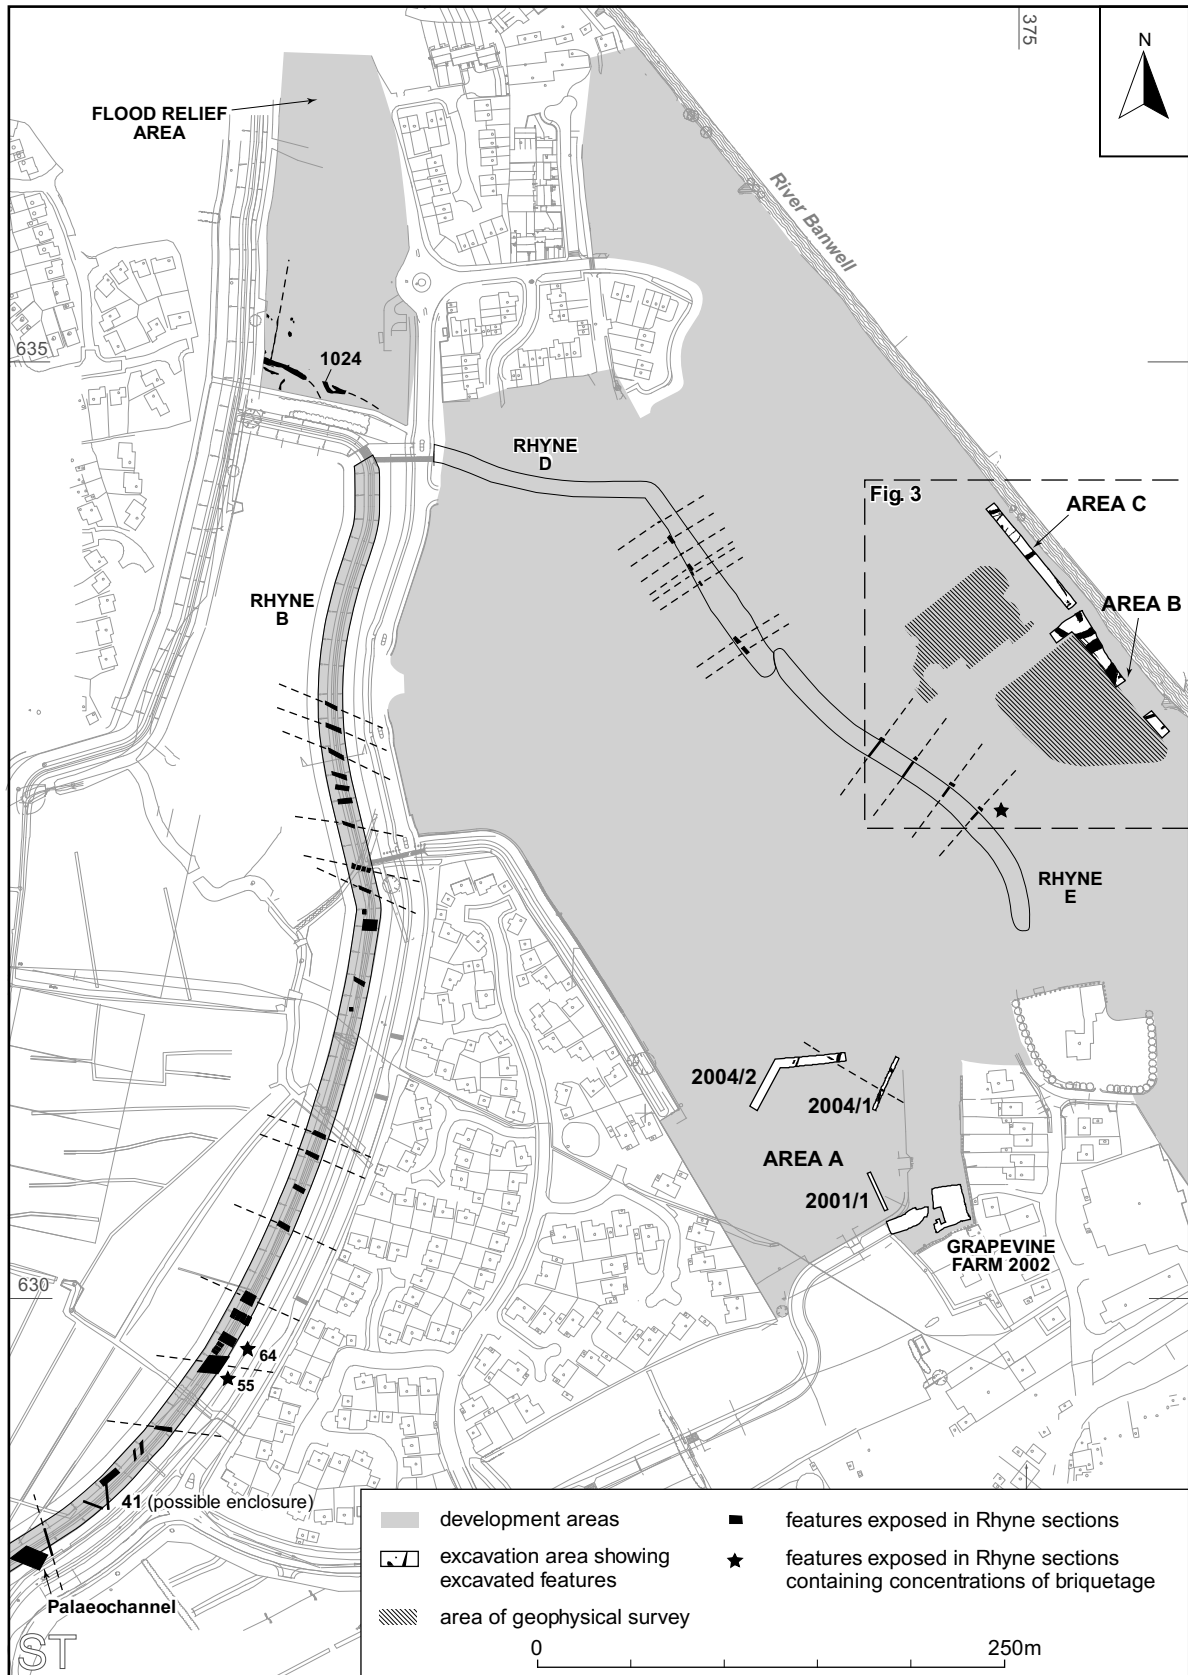 375
N
FLOOD RELIEF
AREA
River Banwell
635
1024
RHYNE
D
Fig. 3
AREA C
RHYNE
B
AREA B
RHYNE
E
2004/2
2004/1
AREA A
2001/1
GRAPEVINE
FARM 2002
630
64
55
41 (possible enclosure)
Palaeochannel
ST
development areas
excavation area showing
excavated features
area of geophysical survey
features exposed in Rhyne sections
features exposed in Rhyne sections
containing concentrations of briquetage
0
250m